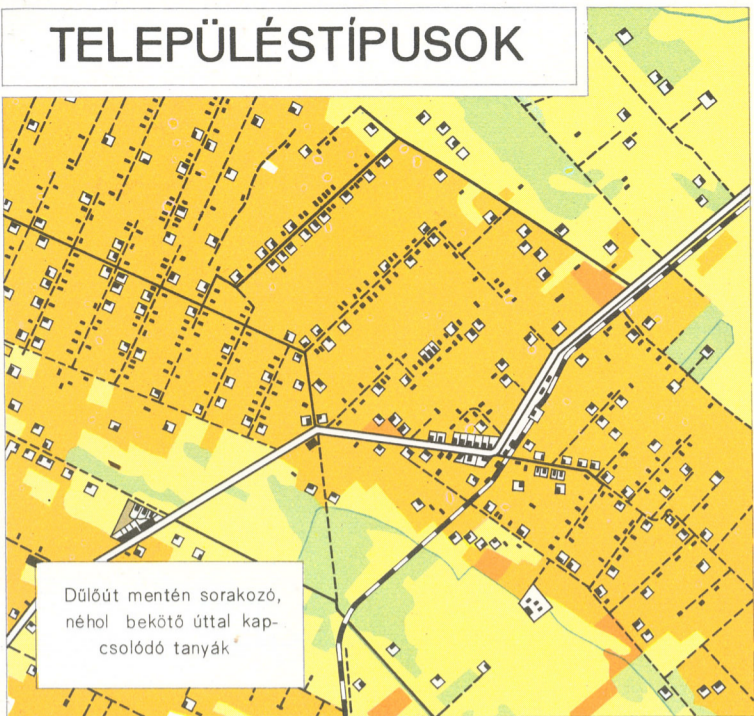 TELEPÜLÉSTÍPUSOK
Dűlőút mentén sorakozó,
néhol bekötő úttal kap-
csolódó tanyák